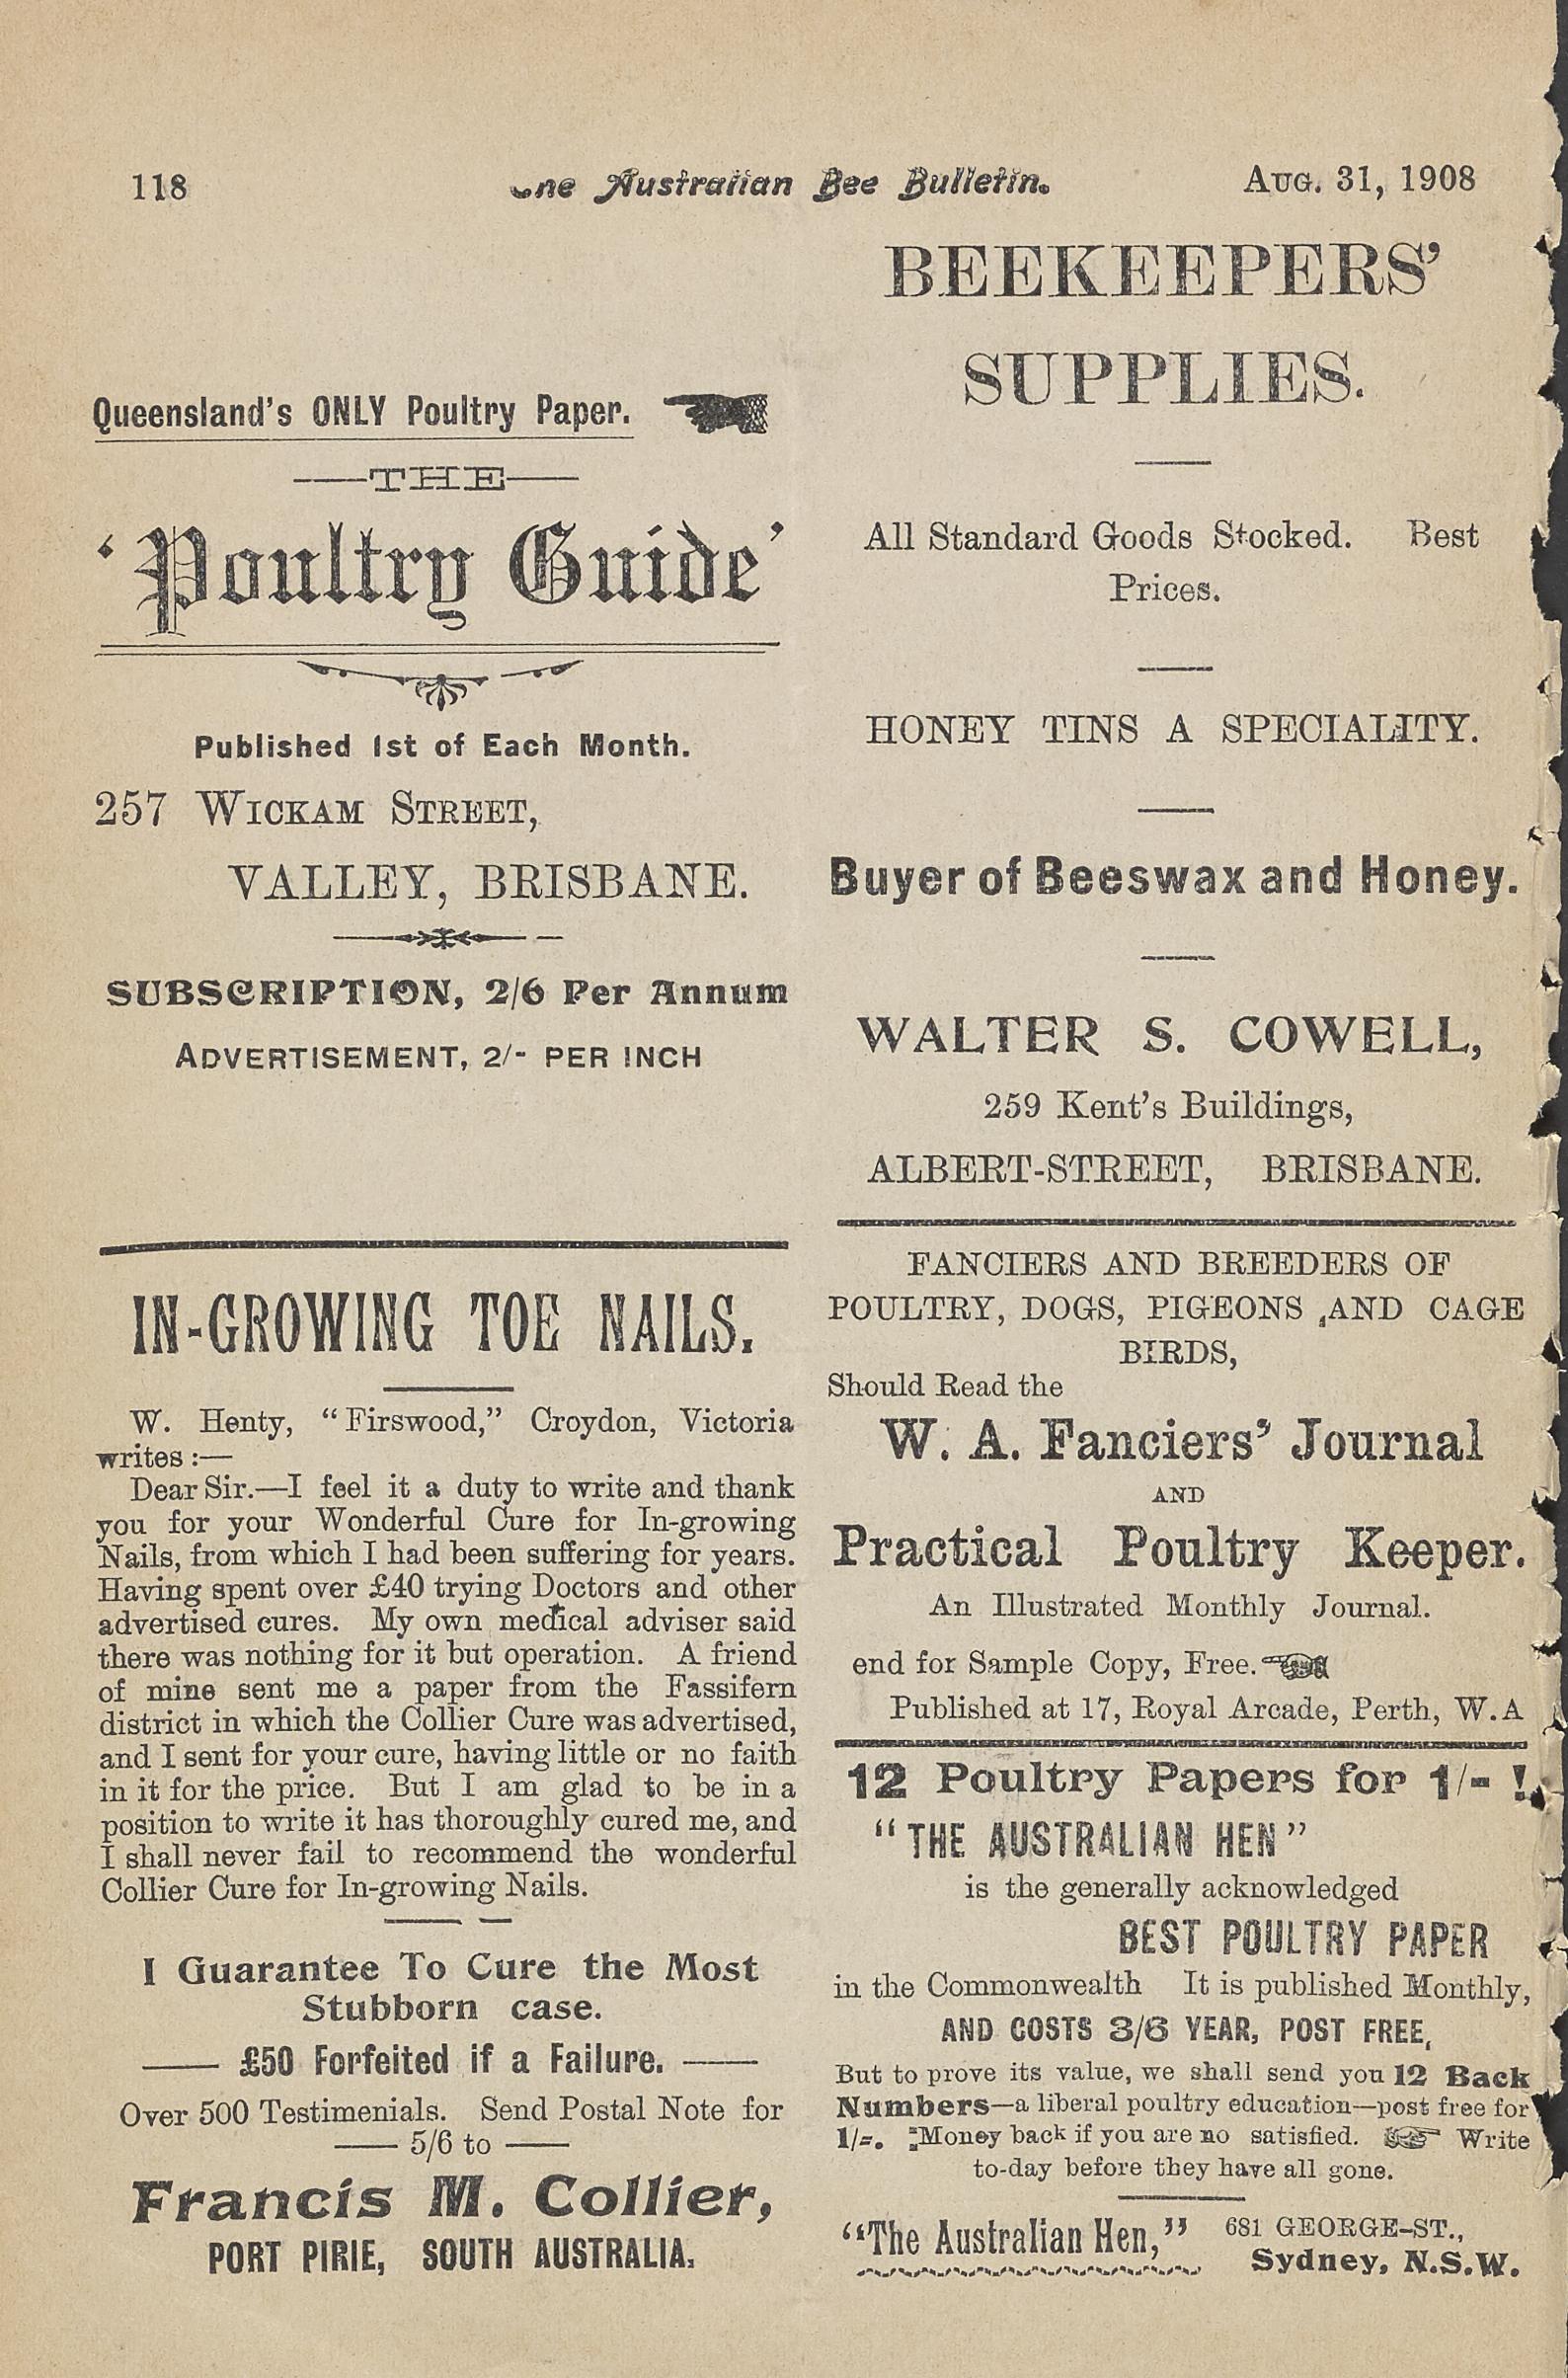 118
The Australian Bee Bulletin.
AUG. 31, 1908
Queensland's ONLY Poultry Paper.
THE
'Poultry Guide'
Published 1st of Each Month.
257 WICKAM STREET,
VALLEY, BRISBANE.
SUBSCRIPTION, 2/6 Per Annum
ADVERTISEMENT, 2/- PER INCH
IN-GROWING TOE NAILS.
W. Henty, "Firswood," Croydon, Victoria
writes :—
Dear Sir.—I feel it a duty to write and thank
you for your Wonderful Cure for In-growing
Nails, from which I had been suffering for years.
Having spent over £40 trying Doctors and other
advertised cures. My own medical adviser said
there was nothing for it but operation. A friend
of mine sent me a paper from the Fassifern
district in which the Collier Cure was advertised,
and I sent for your cure, having little or no faith
in it for the price. But I am glad to be in a
position to write it has thoroughly cured me, and
I shall never fail to recommend the wonderful
Collier Cure for In-growing Nails.
I Guarantee To Cure the Most
Stubborn case.
— £50 Forfeited if a Failure. —
Over 500 Testimenials. Send Postal Note for
— 5/6 to —
Francis M. Collier,
PORT PIRIE, SOUTH AUSTRALIA.
BEEKEEPERS'
SUPPLIES.
All Standard Goods Stocked. Best
Prices.
HONEY TINS A SPECIALITY.
Buyer of Beeswax and Honey.
WALTER S. COWELL,
259 Kent's Buildings,
ALBERT-STREET, BRISBANE.
FANCIERS AND BREEDERS OF
POULTRY, DOGS, PIGEONS ,AND CAGE
BIRDS,
Should Read the
W. A. Fanciers' Journal
AND
Practical Poultry Keeper.
An Illustrated Monthly Journal.
end for Sample Copy, Free.
Published at 17, Royal Arcade, Perth, W.A
12 Poultry Papers for 1/- !
"THE AUSTRALIAN HEN"
is the generally acknowledged
BEST POULTRY PAPER
in the Commonwealth It is published Monthly,
AND COSTS 3/6 YEAR, POST FREE,
But to prove its value, we shall send you 12 Back
Numbers—a liberal poultry education—post free for
1/-. Money back if you are no satisfied. Write
to-day before they have all gone.
"The Australian Hen," 681 GEORGE-ST.,
Sydney, N.S.W.